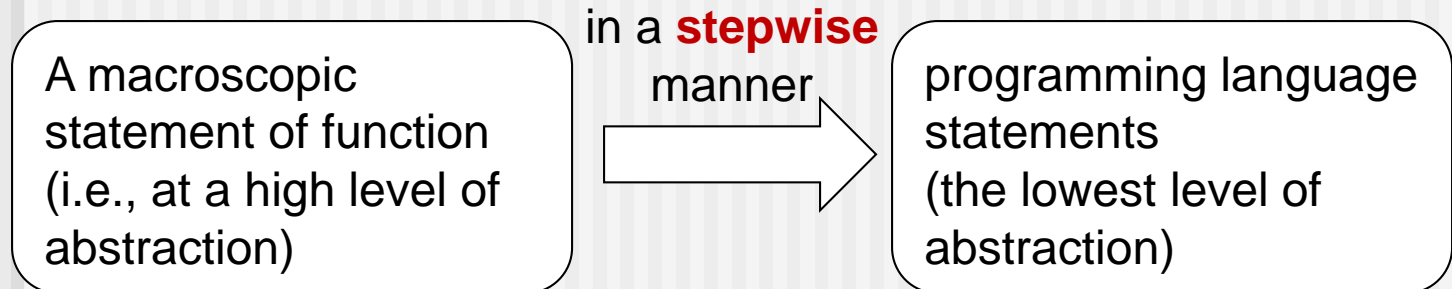 A macroscopic
statement of function
(i.e., at a high level of
abstraction)
in a stepwise
manner
programming language
statements
(the lowest level of
abstraction)